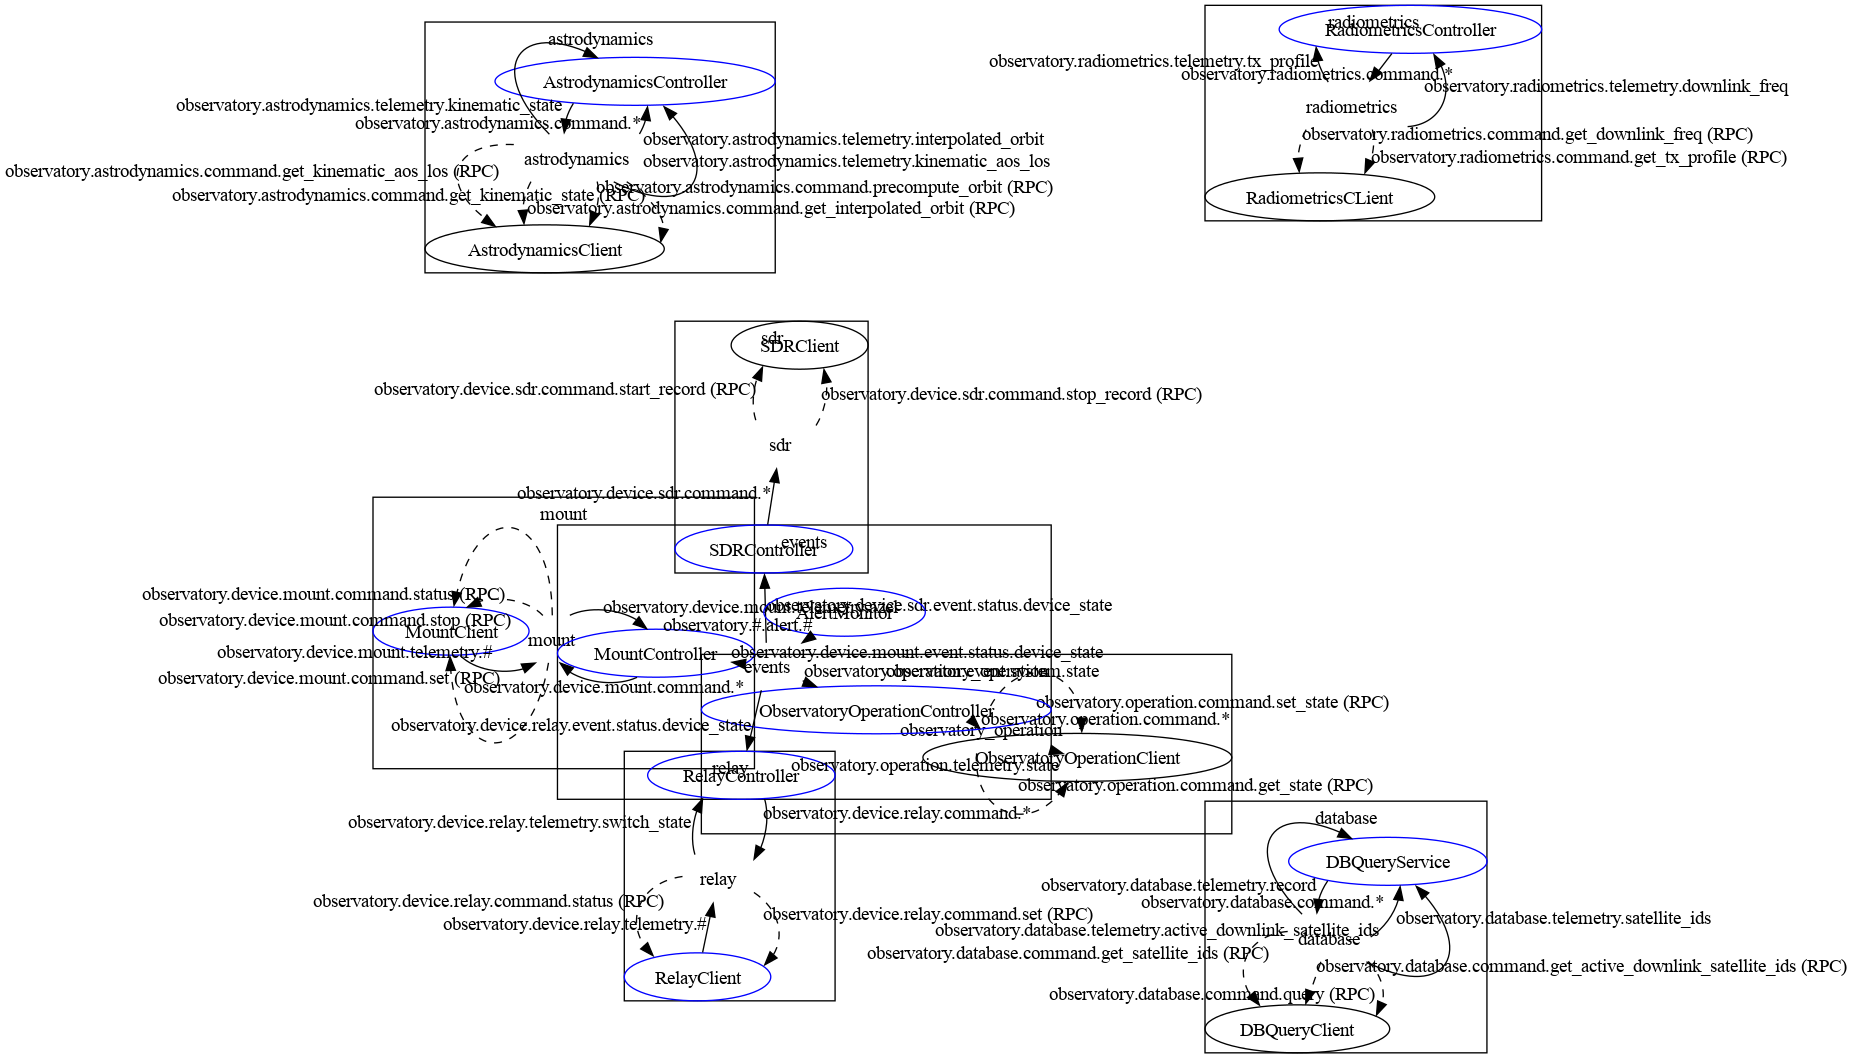 astrodynamics
AstrodynamicsController
observatory.astrodynamics.telemetry.kinematic_state
observatory.astrodynamics.command.*
observatory.astrodynamics.telemetry.interpolated_orbit
astrodynamics
observatory.astrodynamics.telemetry.kinematic_aos_los
observatory.astrodynamics.command.get_kinematic_aos_los (RPC)
observatory.astrodynamics.command.precompute_orbit (RPC)
observatory.astrodynamics.command.get_kinematic_state (RPC)
observatory.astrodynamics.command.get_interpolated_orbit (RPC)
AstrodynamicsClient
radiometrics
RadiometricsController
observatory.radiometrics.telemetry.tx_profile
observatory.radiometrics.command.*
observatory.radiometrics.telemetry.downlink_freq
radiometrics
observatory.radiometrics.command.get_downlink_freq (RPC)
observatory.radiometrics.command.get_tx_profile (RPC)
RadiometricsCLient
sdr
SDRClient
observatory.device.sdr.command.start_record (RPC)
observatory.device.sdr.command.stop_record (RPC)
sdr
observatory.device.sdr.command.*
mount
events
SDRController
observatory.device.mount.command.status (RPC)
observatory.device.mount.telemetry.azel
observatory.device.sdr.event.status.device_state
AlertMonitor
observatory.device.mount.command.stop (RPC)
observatory.#.alert.#
MountClient
mount
observatory.device.mount.telemetry.#
MountController
observatory.device.mount.event.status.device_state
events
observatory.device.mount.command.set (RPC)
observatory.device.mount.command.*
observatory.operation.event.system.state
observatory_operation
observatory.operation.command.set_state (RPC)
ObservatoryOperationController
observatory.operation.command.*
observatory.device.relay.event.status.device_state
observatory_operation
ObservatoryOperationClient
relay
RelayController
observatory.operation.telemetry.state
observatory.operation.command.get_state (RPC)
observatory.device.relay.command.*
observatory.device.relay.telemetry.switch_state
relay
observatory.device.relay.command.status (RPC)
observatory.device.relay.command.set (RPC)
observatory.device.relay.telemetry.#
RelayClient
database
DBQueryService
observatory.database.telemetry.record
observatory.database.command.*
observatory.database.telemetry.satellite_ids
observatory.database.telemetry.active_downlink_satellite_ids
database
observatory.database.command.get_satellite_ids (RPC)
observatory.database.command.get_active_downlink_satellite_ids (RPC)
observatory.database.command.query (RPC)
DBQueryClient